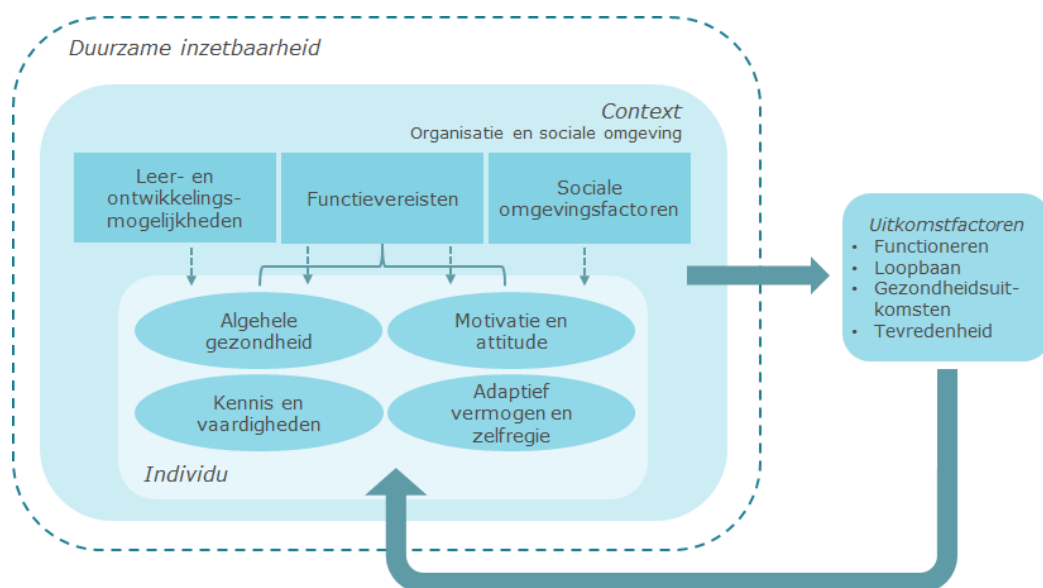 Duurzame inzetbaarheid
Context
Organisatie en sociale omgeving
Leer- en
ontwikkelings-
mogelijkheden
Functievereisten
Sociale
omgevingsfactoren
Algehele
gezondheid
Motivatie en
attitude
Kennis en
vaardigheden
Adaptief
vermogen en
zelfregie
Individu
Uitkomstfactoren
• Functioneren
• Loopbaan
• Gezondheidsuit-
komsten
• Tevredenheid